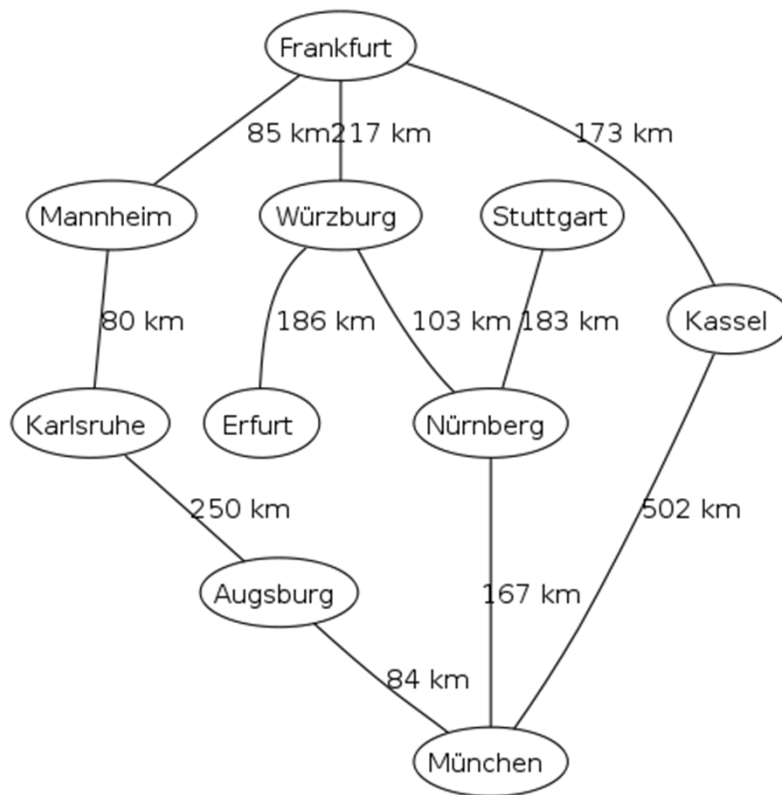 Frankfurt
85 km
217 km
173 km
Mannheim
Würzburg
Stuttgart
80 km
186 km
103 km
183 km
Kassel
Karlsruhe
Erfurt
Nürnberg
250 km
502 km
Augsburg
167 km
84 km
München